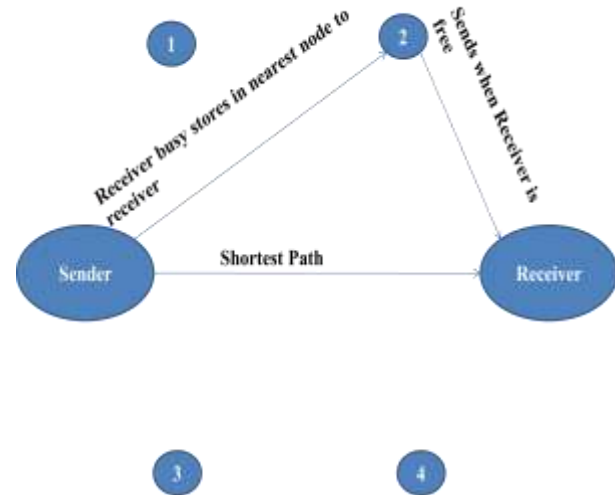 1
2
Receiver busy stores in nearest node to
receiver
Sends when Receiver is
free
Sender
Shortest Path
Receiver
3
4